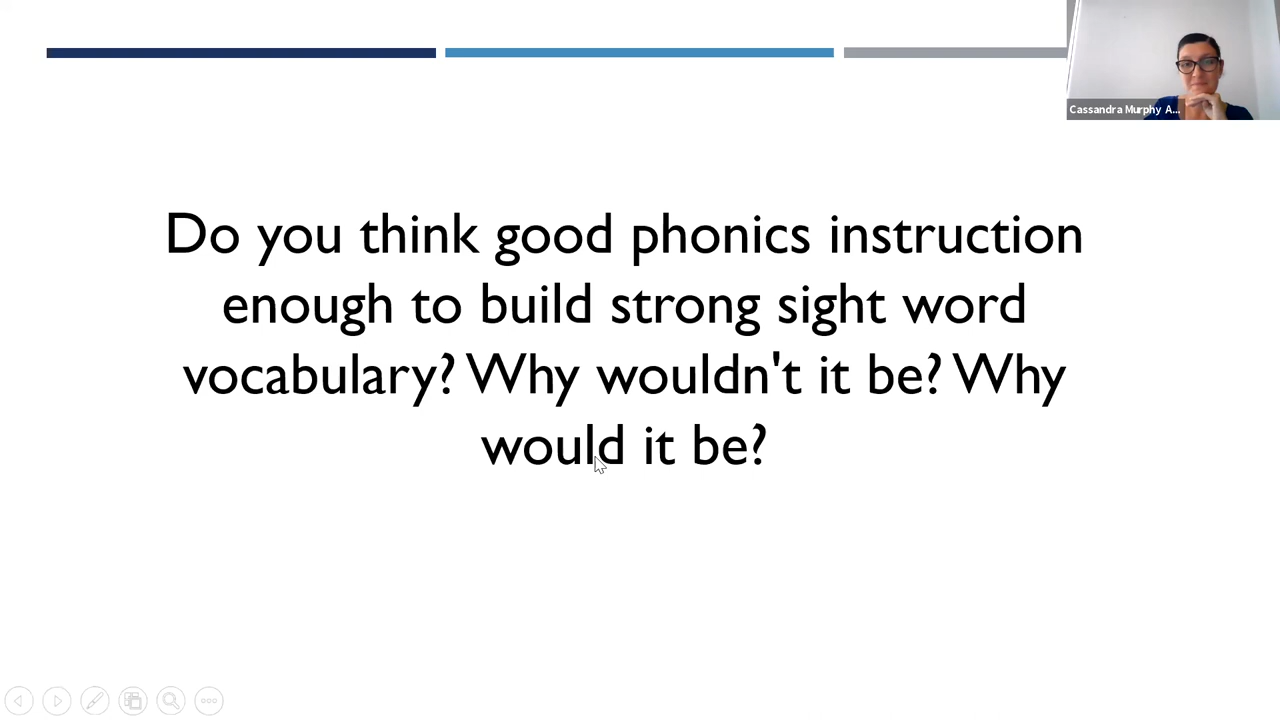 Cassandra Murphy A...
Do you think good phonics instruction
enough to build strong sight word
vocabulary? Why wouldn't it be? Why
would it be?